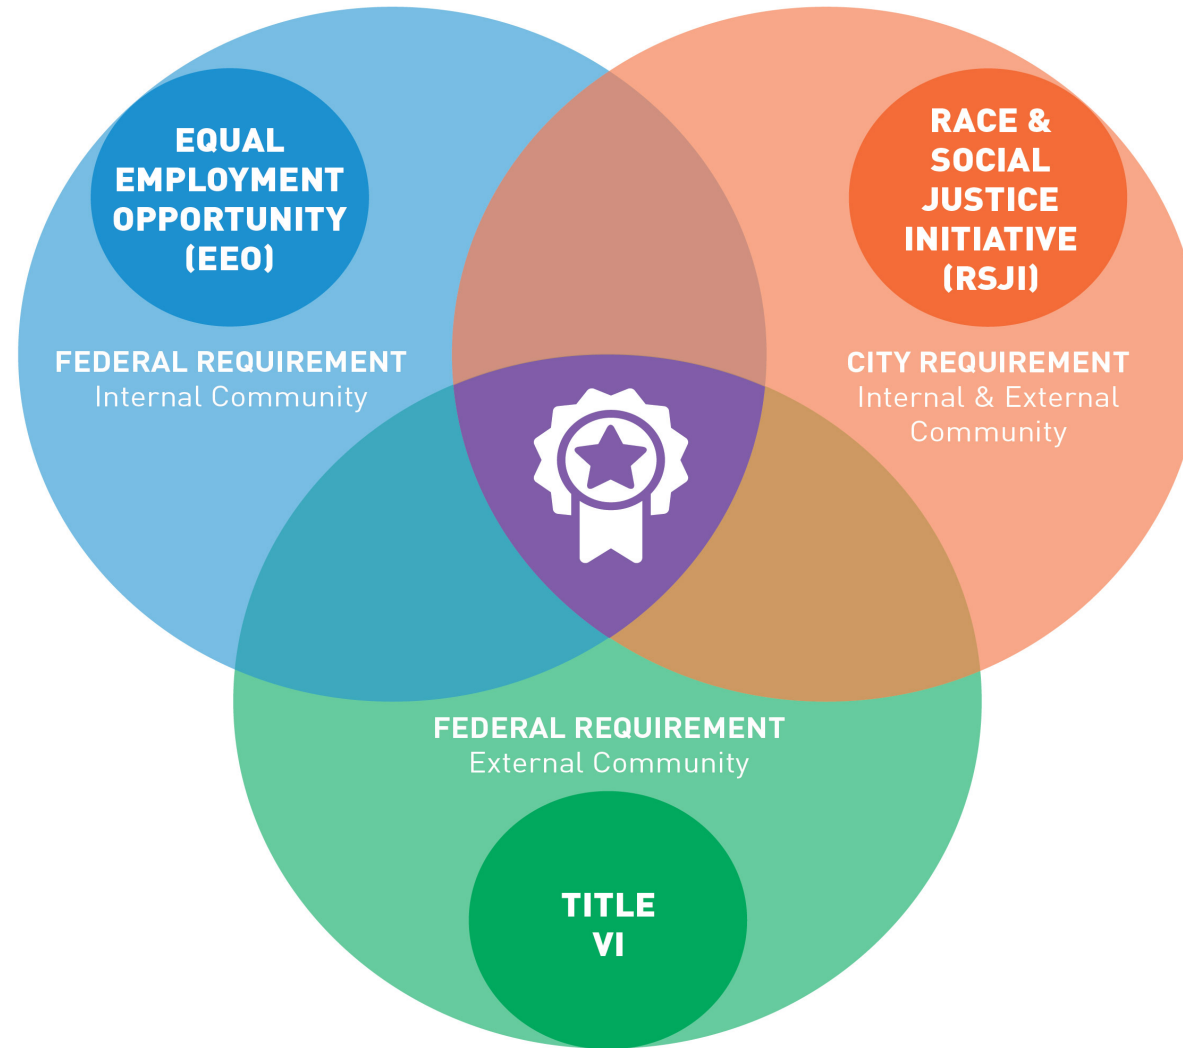 EQUAL
EMPLOYMENT
OPPORTUNITY
(EEO)
FEDERAL REQUIREMENT
Internal Community
RACE &
SOCIAL
JUSTICE
INITIATIVE
(RSJI)
CITY REQUIREMENT
Internal & External
Community
FEDERAL REQUIREMENT
External Community
TITLE
VI